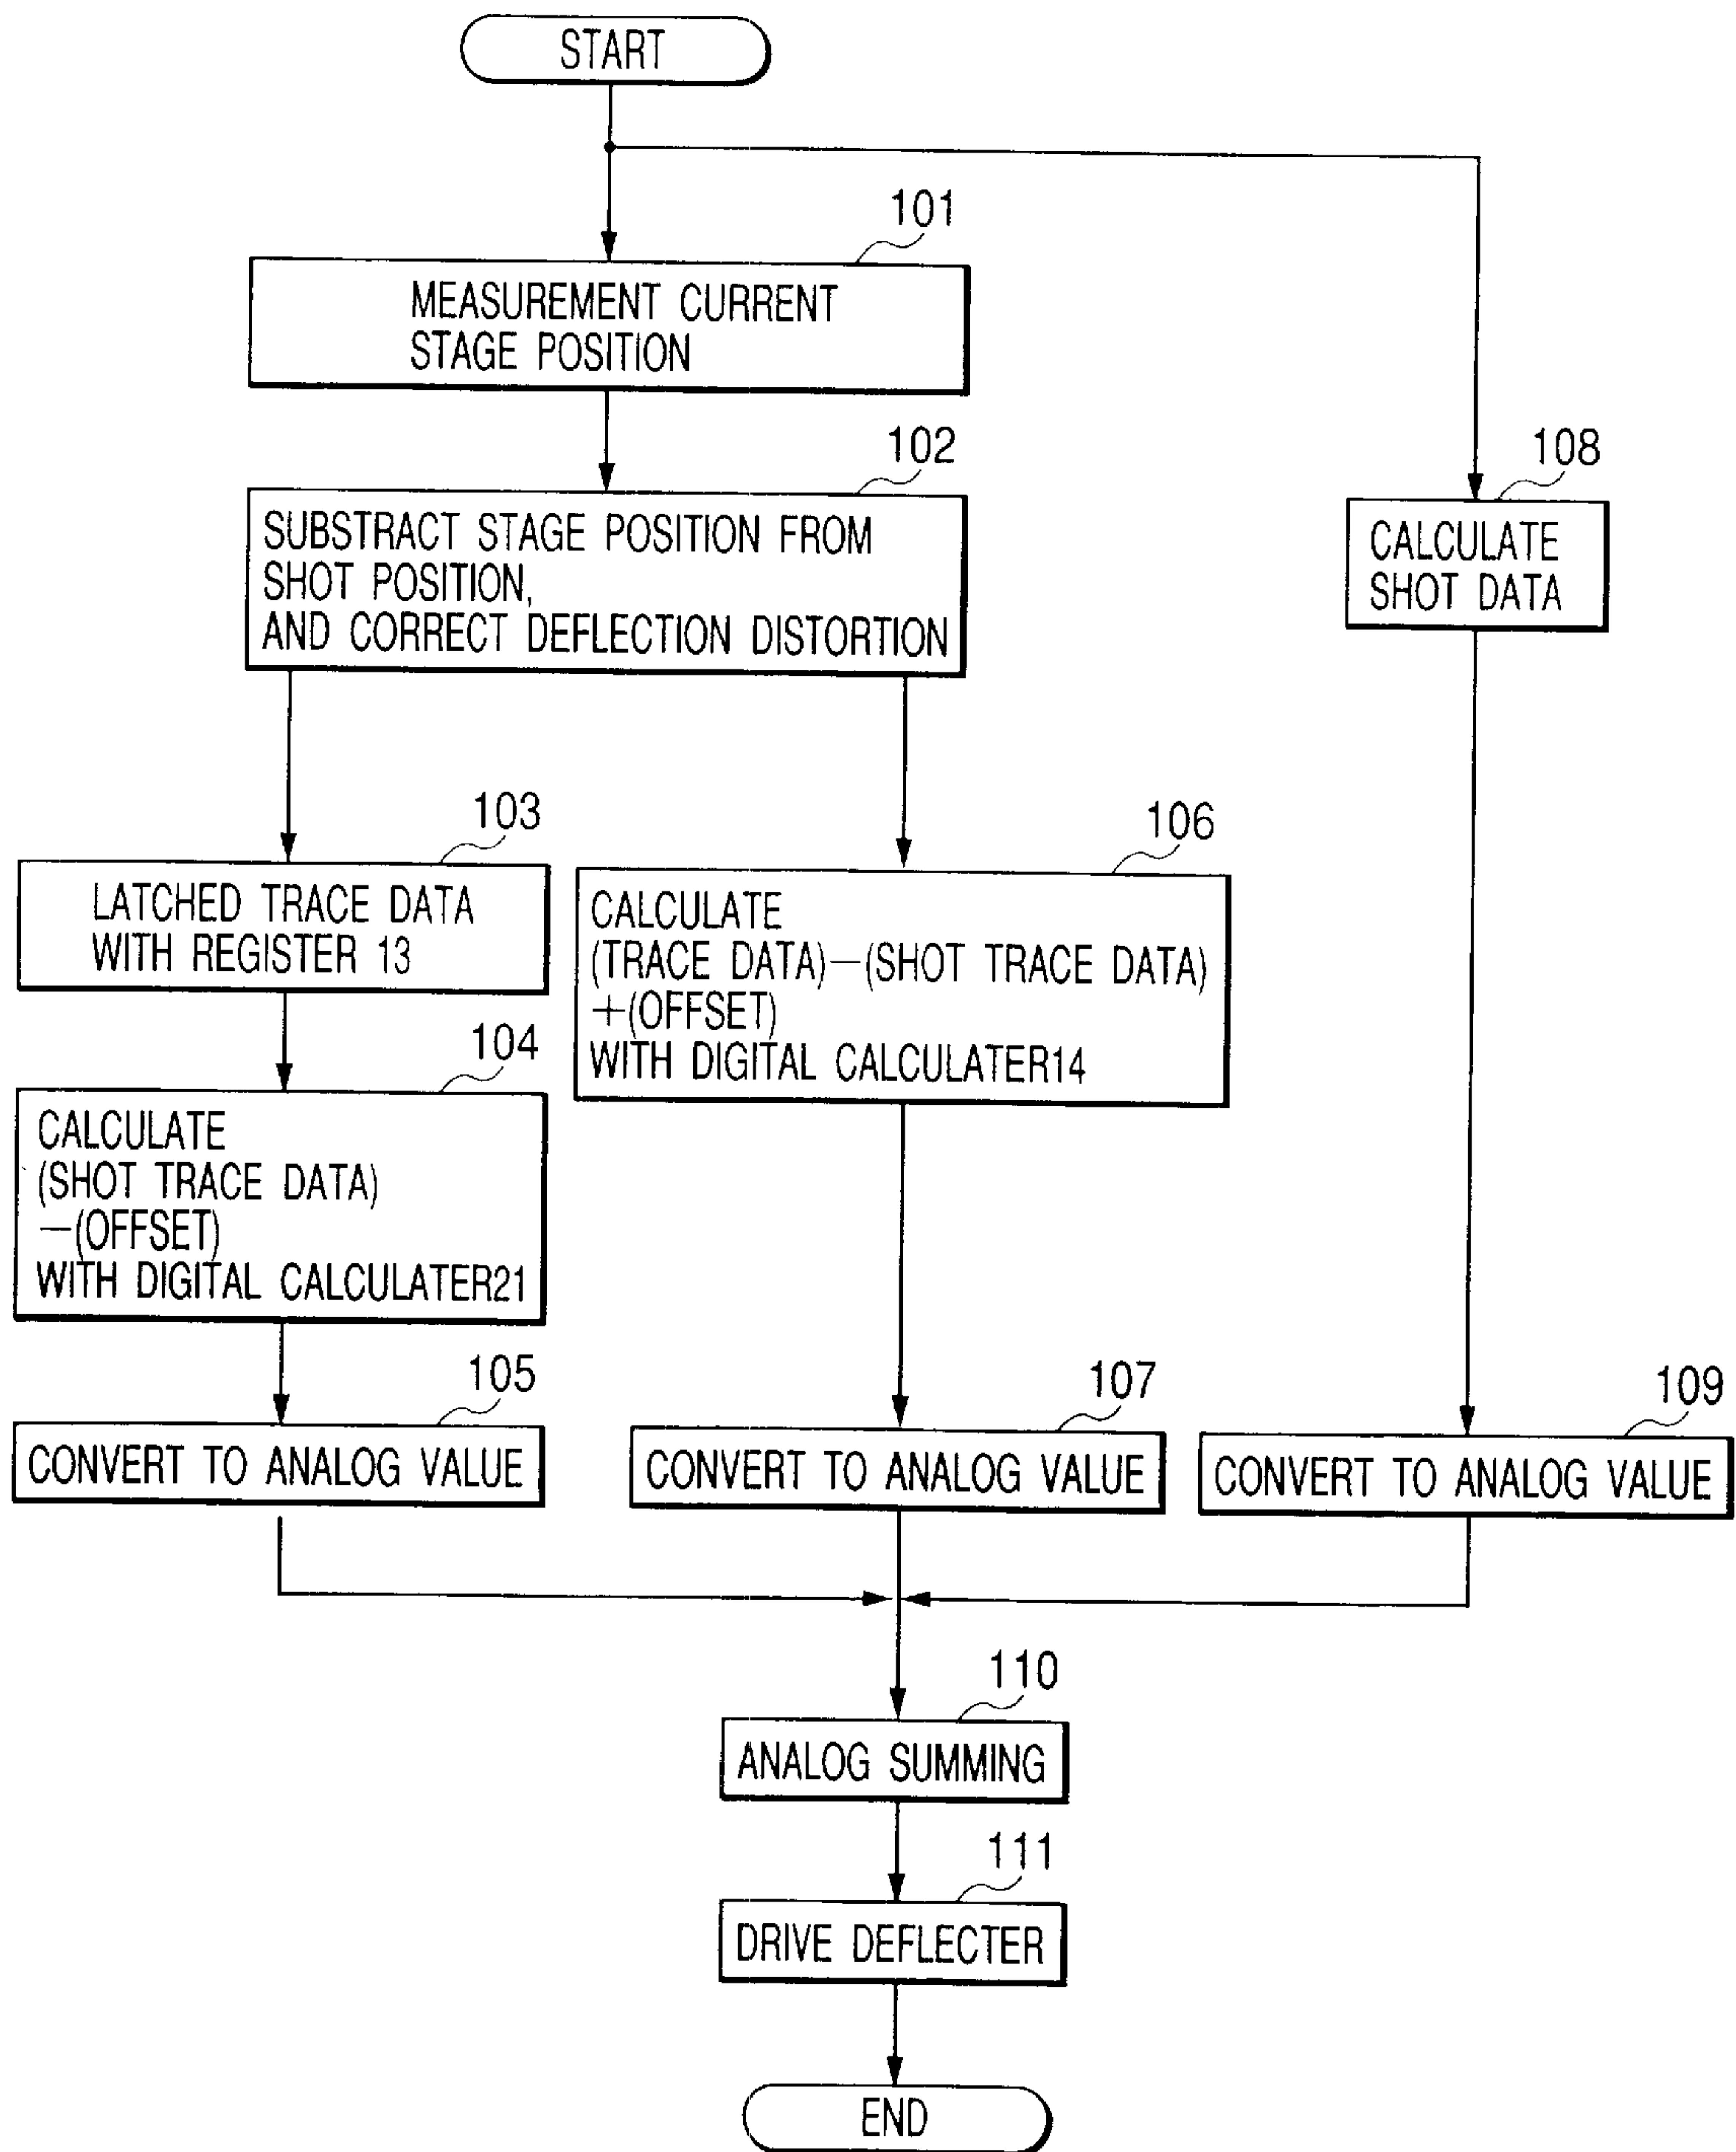 START
101
MEASUREMENT CURRENT
STAGE POSITION
102
SUBSTRACT STAGE POSITION FROM
SHOT POSITION,
AND CORRECT DEFLECTION DISTORTION
108
CALCULATE
SHOT DATA
103
LATCHED TRACE DATA
WITH REGISTER 13
106
CALCULATE
(TRACE DATA)−(SHOT TRACE DATA)
+(OFFSET)
WITH DIGITAL CALCULATER14
104
CALCULATE
(SHOT TRACE DATA)
−(OFFSET)
WITH DIGITAL CALCULATER21
105
CONVERT TO ANALOG VALUE
107
CONVERT TO ANALOG VALUE
109
CONVERT TO ANALOG VALUE
110
ANALOG SUMMING
111
DRIVE DEFLECTER
END